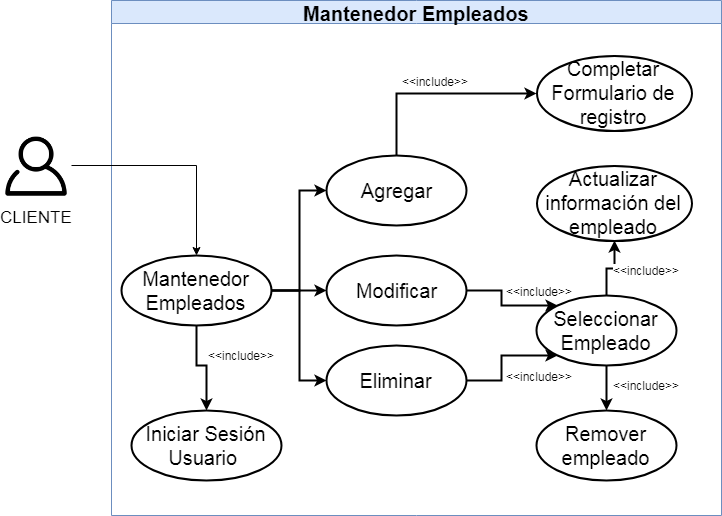 Mantenedor Empleados
<<include>>
Completar
Formulario de
registro
CLIENTE
Agregar
Actualizar
información del
empleado
Mantenedor
Empleados
Modificar
<<include>>
<<include>>
Seleccionar
Empleado
<<include>>
Eliminar
<<include>>
<<include>>
Iniciar Sesión
Usuario
Remover
empleado